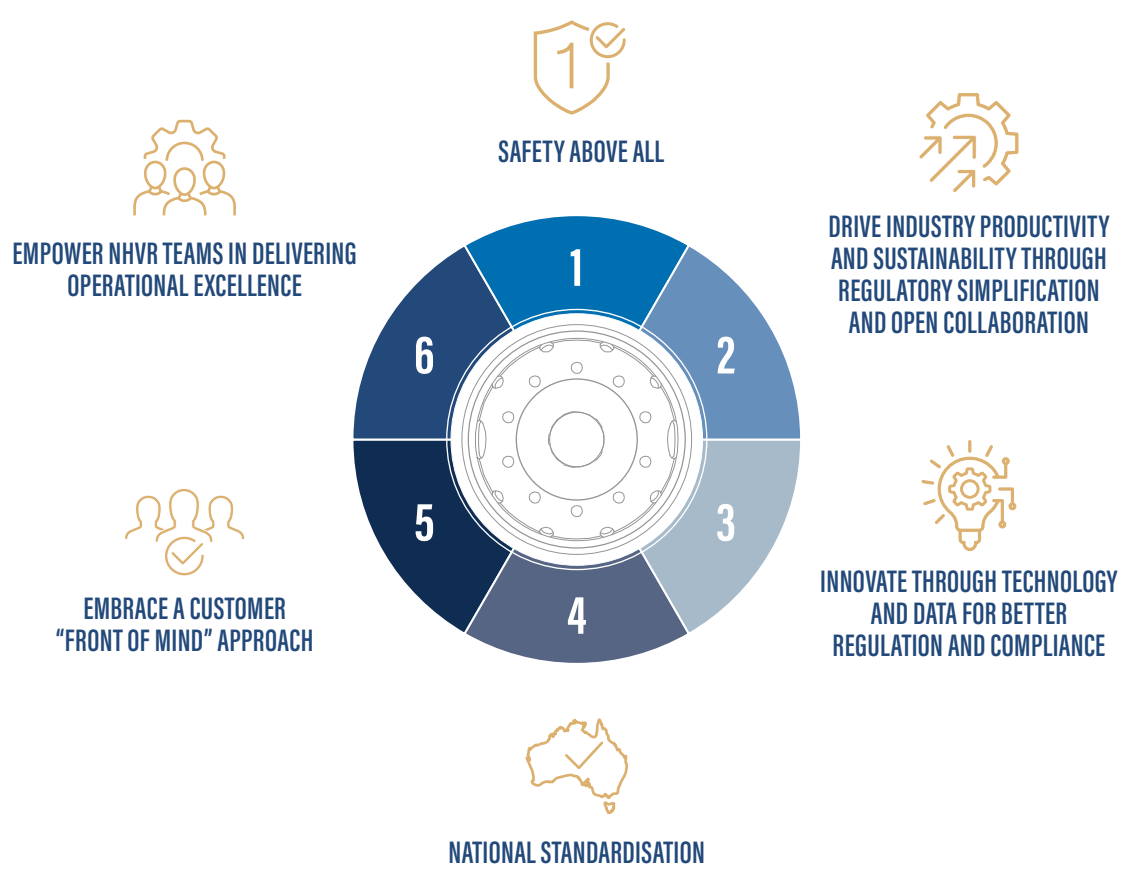 1
SAFETY ABOVE ALL
1
DRIVE INDUSTRY PRODUCTIVITY
AND SUSTAINABILITY THROUGH
REGULATORY SIMPLIFICATION
AND OPEN COLLABORATION
2
INNOVATE THROUGH TECHNOLOGY
AND DATA FOR BETTER
REGULATION AND COMPLIANCE
3
NATIONAL STANDARDISATION
4
EMBRACE A CUSTOMER
“FRONT OF MIND” APPROACH
5
EMPOWER NHVR TEAMS IN DELIVERING
OPERATIONAL EXCELLENCE
6